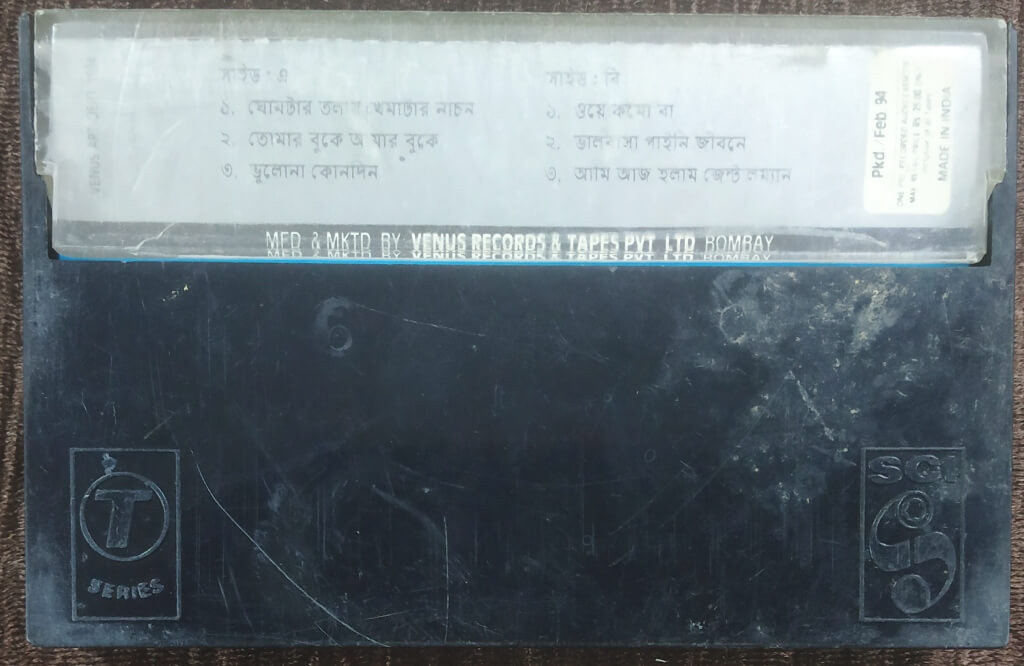 সাইড : এ
১. ঘোমটার তলায় খেমটার নাচন
২. তোমার বুকে আমার বুকে
৩. ভুলোনা কোনদিন
সাইড : বি
১. ওয়ে কম্মো বা
২. ভালবাসা পাইনি জীবনে
৩. আমি আজ হলাম জেন্ট লম্যান
Pkd / Feb 94
MADE IN INDIA
MFD & MKTD BY VENUS RECORDS & TAPES PVT LTD BOMBAY
T
SERIES
SCI